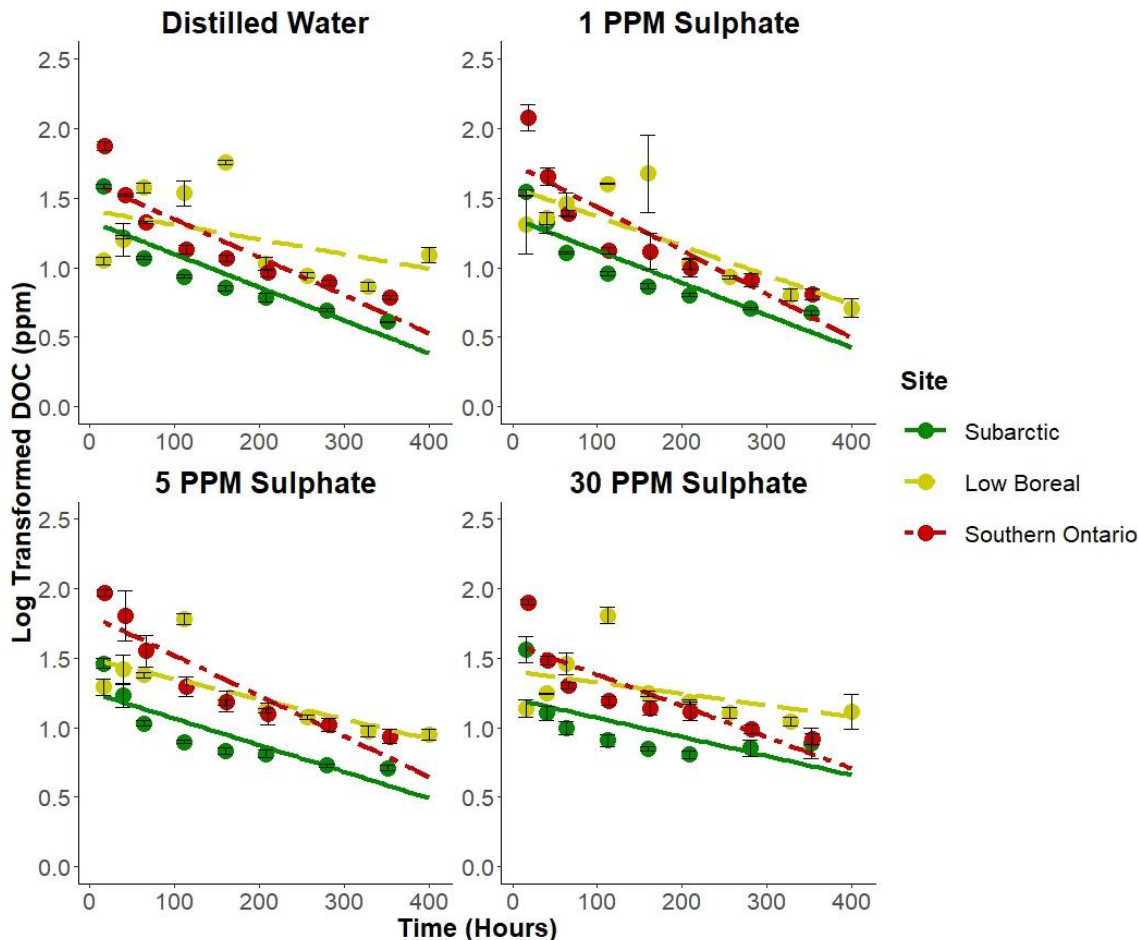 Distilled Water
1 PPM Sulphate
2.5
2.0
1.5
1.0
0.5
0.0
0 100 200 300 400
2.5
2.0
1.5
1.0
0.5
0.0
0 100 200 300 400
5 PPM Sulphate
30 PPM Sulphate
2.5
2.0
1.5
1.0
0.5
0.0
0 100 200 300 400
2.5
2.0
1.5
1.0
0.5
0.0
0 100 200 300 400
Log Transformed DOC (ppm)
Time (Hours)
Site
Subarctic
Low Boreal
Southern Ontario